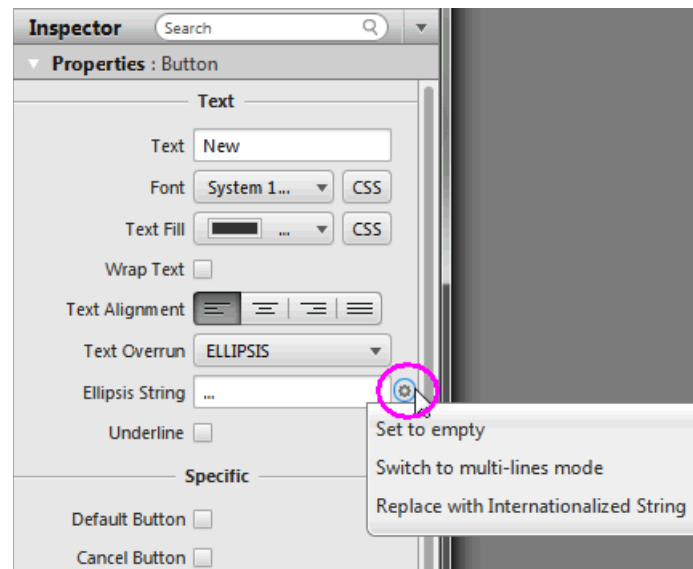 Inspector Search
Properties : Button
Text
Text New
Font System 1... CSS
Text Fill ... CSS
Wrap Text
Text Alignment
Text Overrun ELLIPSIS
Ellipsis String ...
Underline
Set to empty
Switch to multi-lines mode
Replace with Internationalized String
Specific
Default Button
Cancel Button